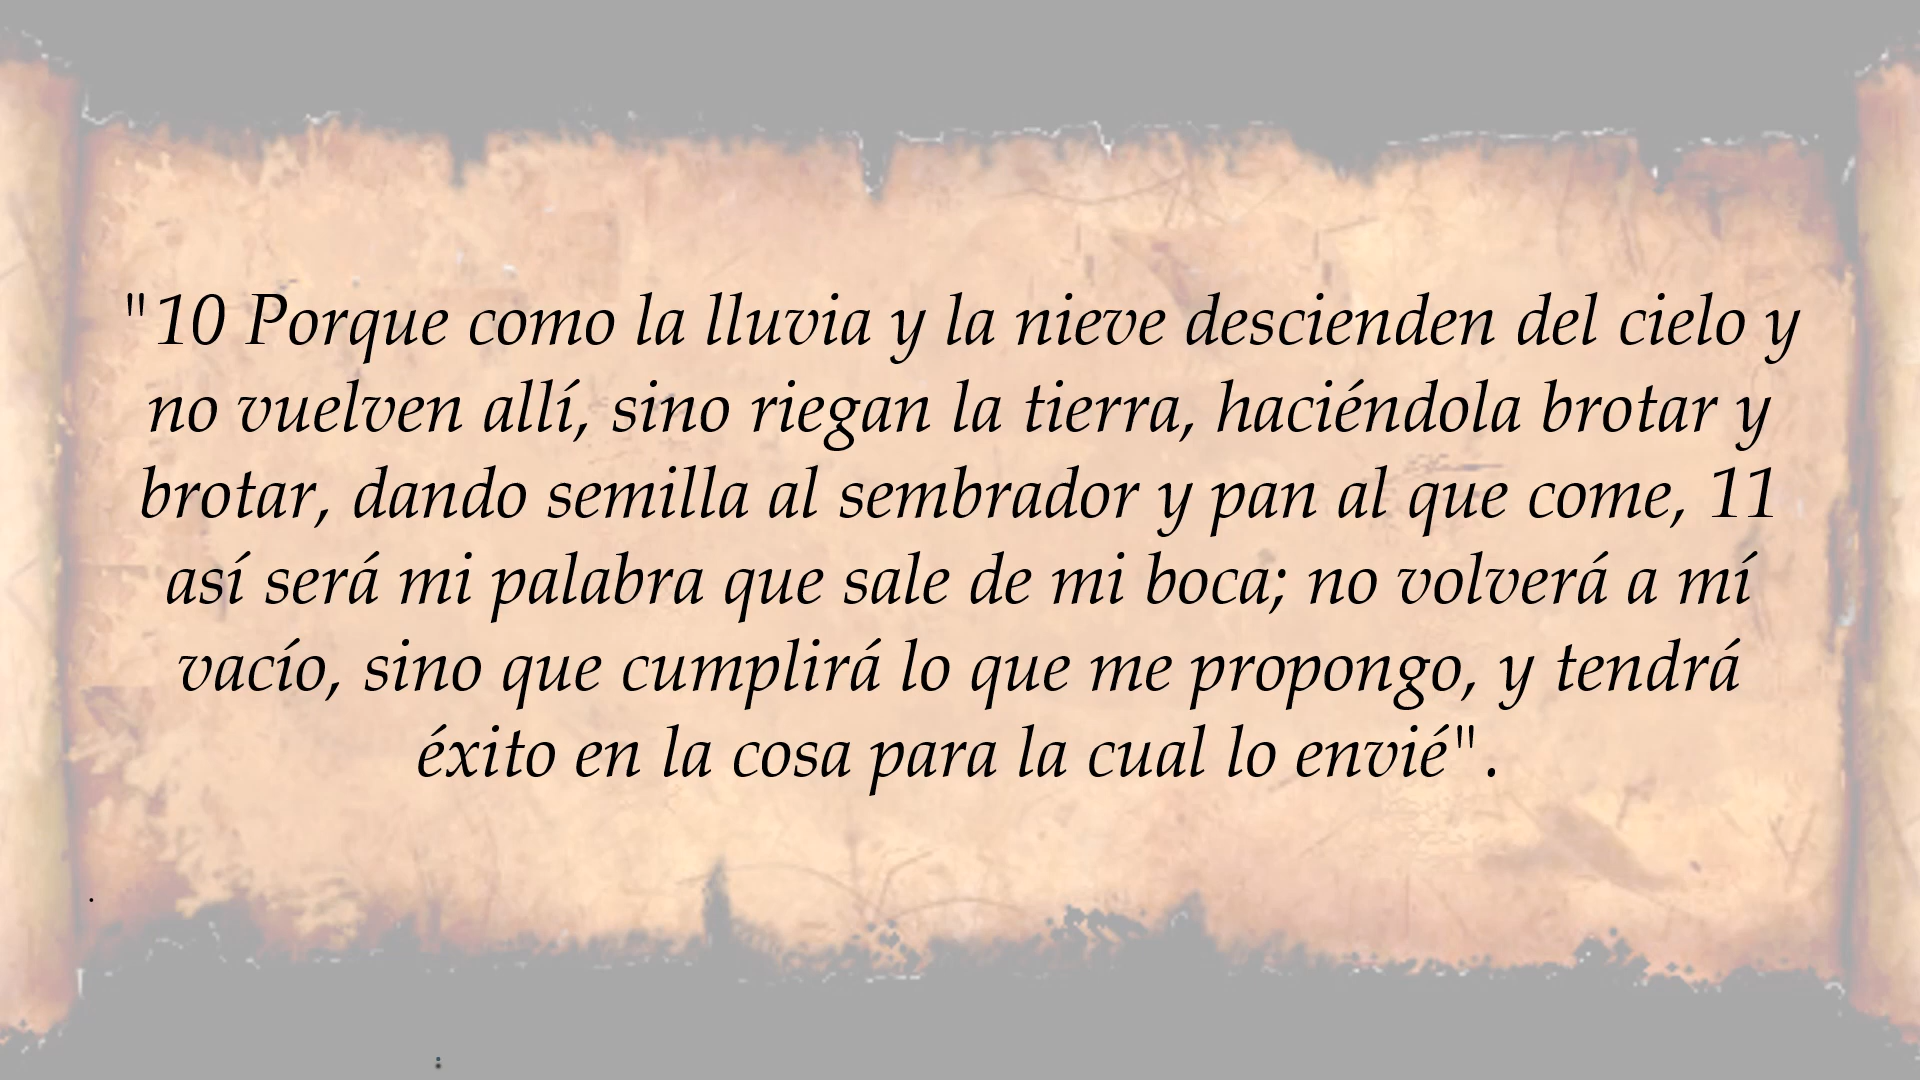 "10 Porque como la lluvia y la nieve descienden del cielo y
no vuelven allí, sino riegan la tierra, haciéndola brotar y
brotar, dando semilla al sembrador y pan al que come, 11
así será mi palabra que sale de mi boca; no volverá a mí
vacío, sino que cumplirá lo que me propongo, y tendrá
éxito en la cosa para la cual lo envié".
.
: